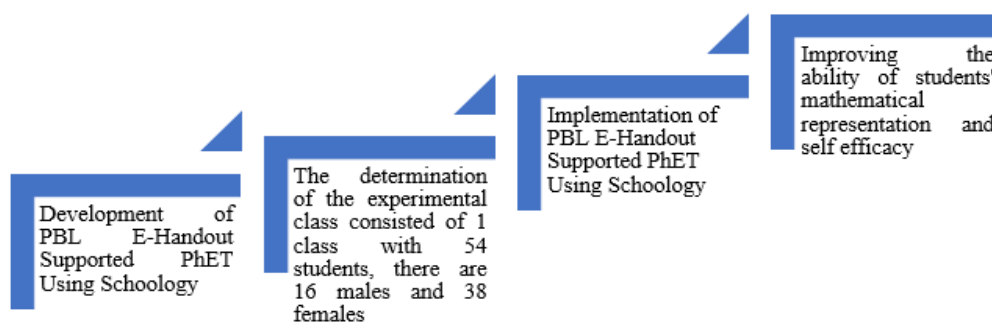 Development of
PBL E-Handout
Supported PhET
Using Schoology
The determination
of the experimental
class consisted of 1
class with 54
students, there are
16 males and 38
females
Implementation of
PBL E-Handout
Supported PhET
Using Schoology
Improving the
ability of students'
mathematical
representation and
self efficacy